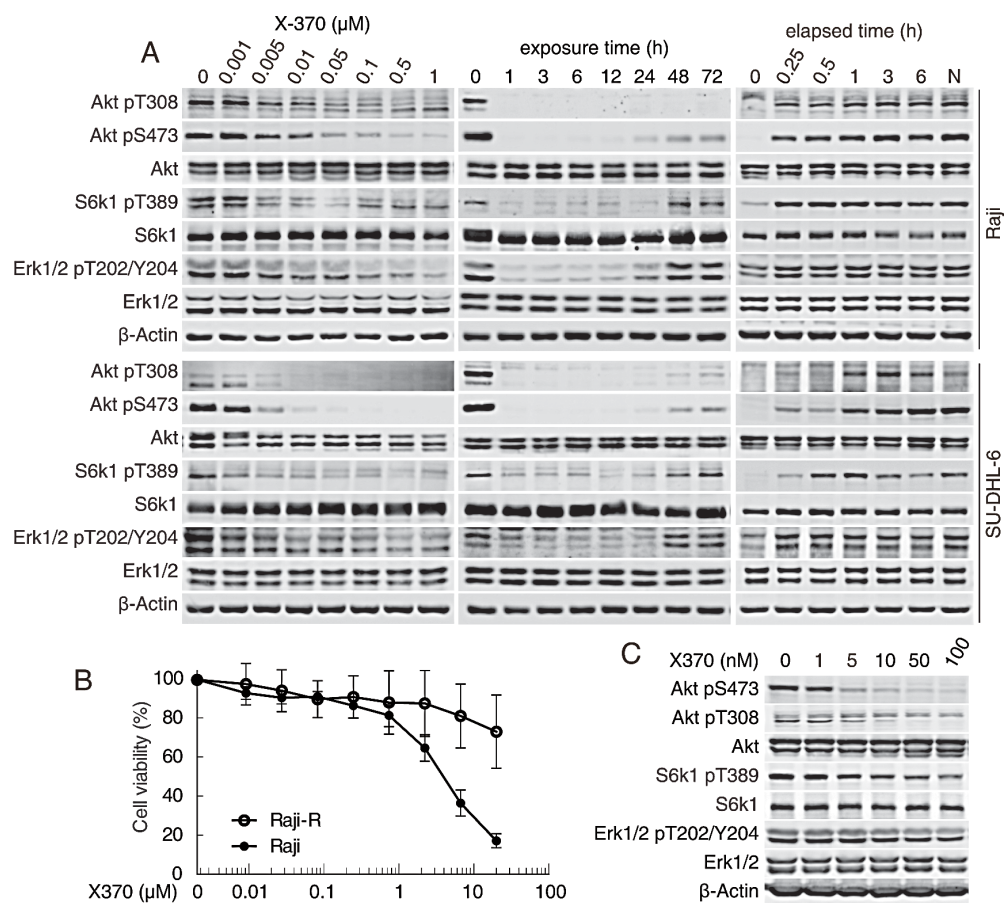 A
X-370 (μM)
0 0.001 0.005 0.01 0.05 0.1 0.5 1
exposure time (h)
0 1 3 6 12 24 48 72
elapsed time (h)
0 0.25 0.5 1 3 6 N
Akt pT308
Akt pS473
Akt
S6k1 pT389
S6k1
Erk1/2 pT202/Y204
Erk1/2
β-Actin
Raji
Akt pT308
Akt pS473
Akt
S6k1 pT389
S6k1
Erk1/2 pT202/Y204
Erk1/2
β-Actin
SU-DHL-6
B
Cell viability (%)
100
80
60
40
20
0
Raji-R
Raji
X370 (μM) 0 0.01 0.1 1 10 100
C
X370 (nM) 0 1 5 10 50 100
Akt pS473
Akt pT308
Akt
S6k1 pT389
S6k1
Erk1/2 pT202/Y204
Erk1/2
β-Actin